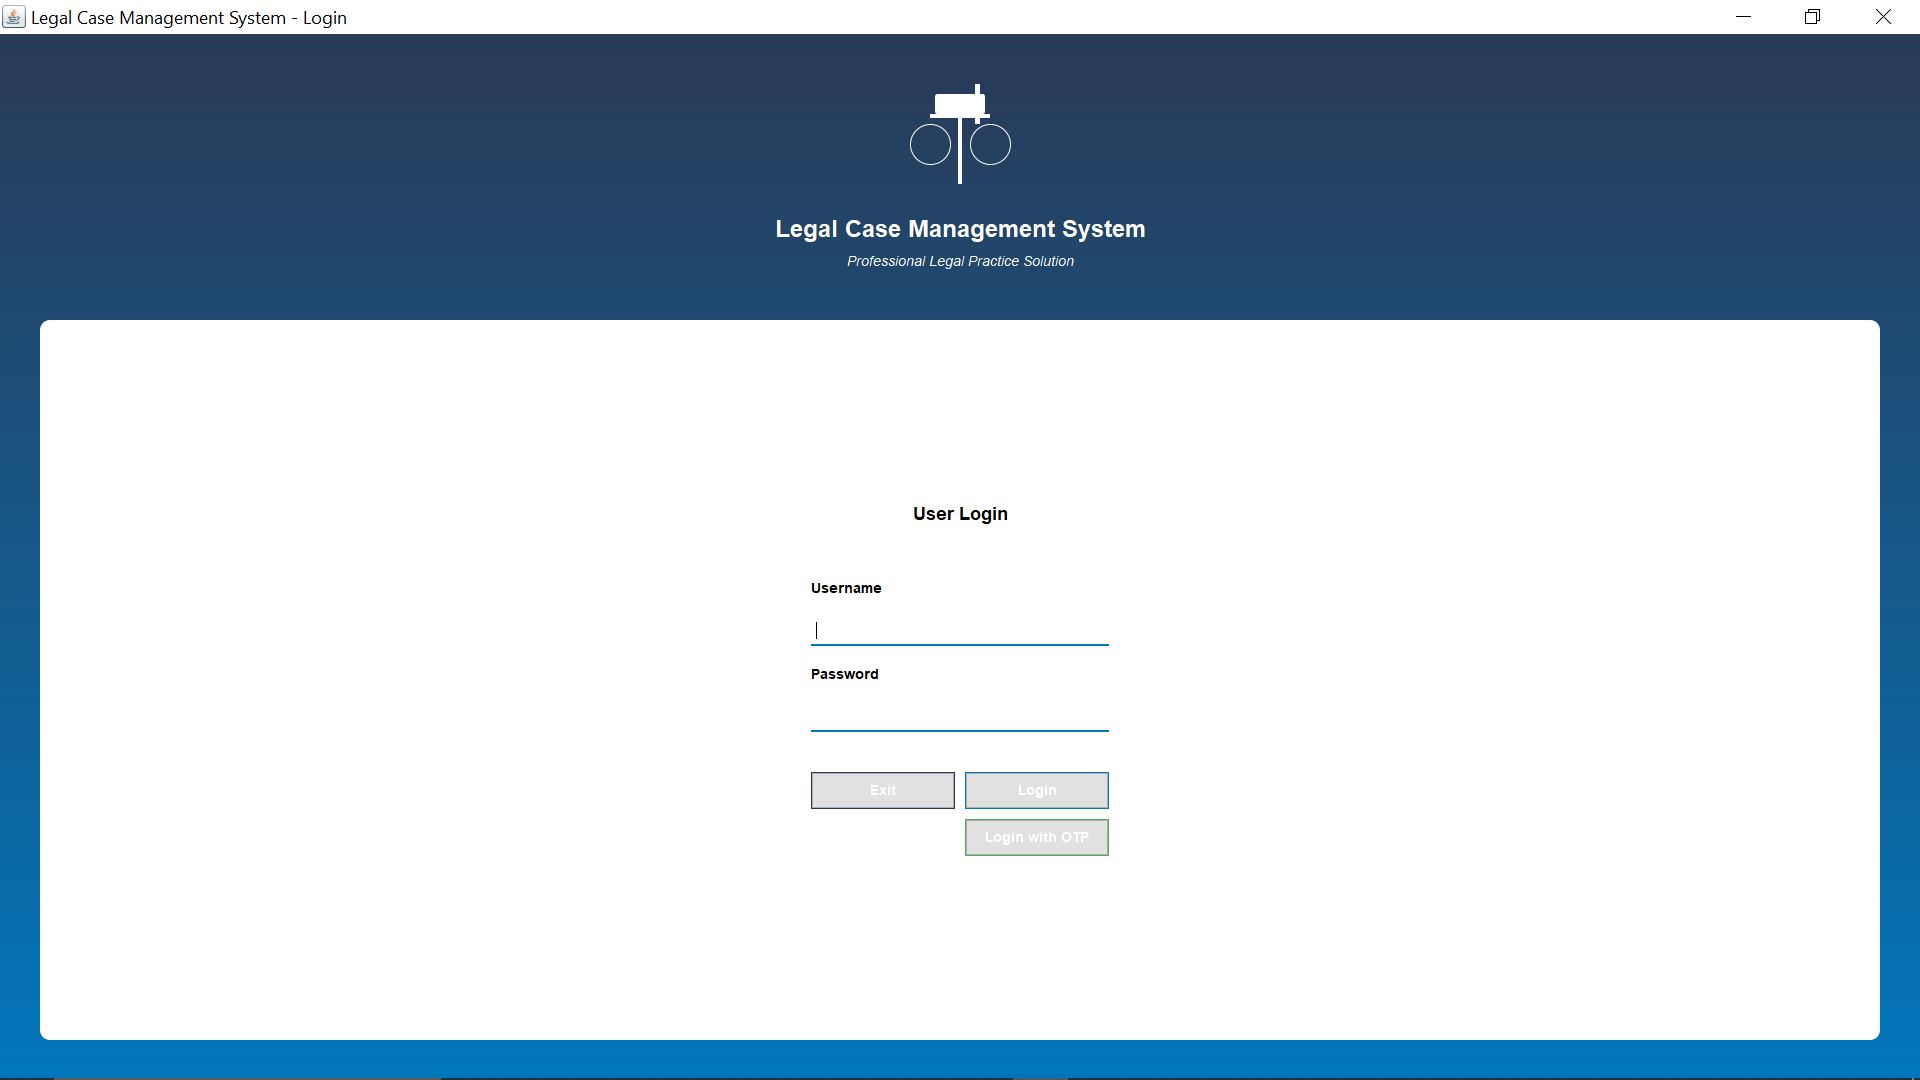 Legal Case Management System - Login
Legal Case Management System
Professional Legal Practice Solution
User Login
Username
Password
Exit
Login
Login with OTP